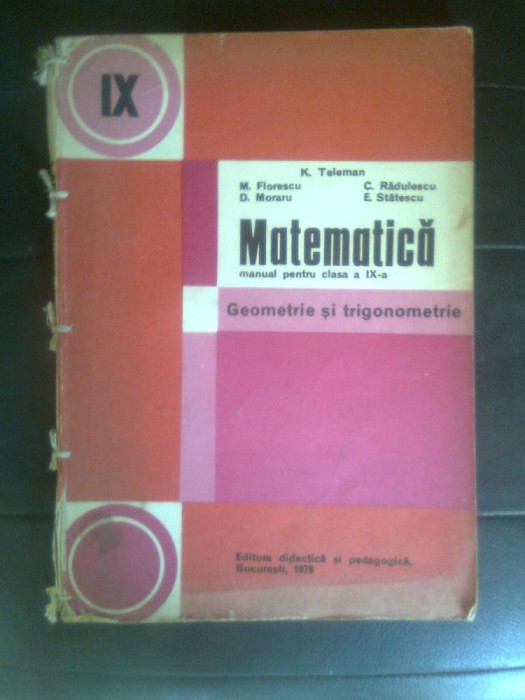 IX
K. Teleman
M. Florescu C. Rădulescu
D. Moraru E. Stătescu
Matematică
manual pentru clasa a IX-a
Geometrie și trigonometrie
Editura didactică și pedagogică,
București, 1979